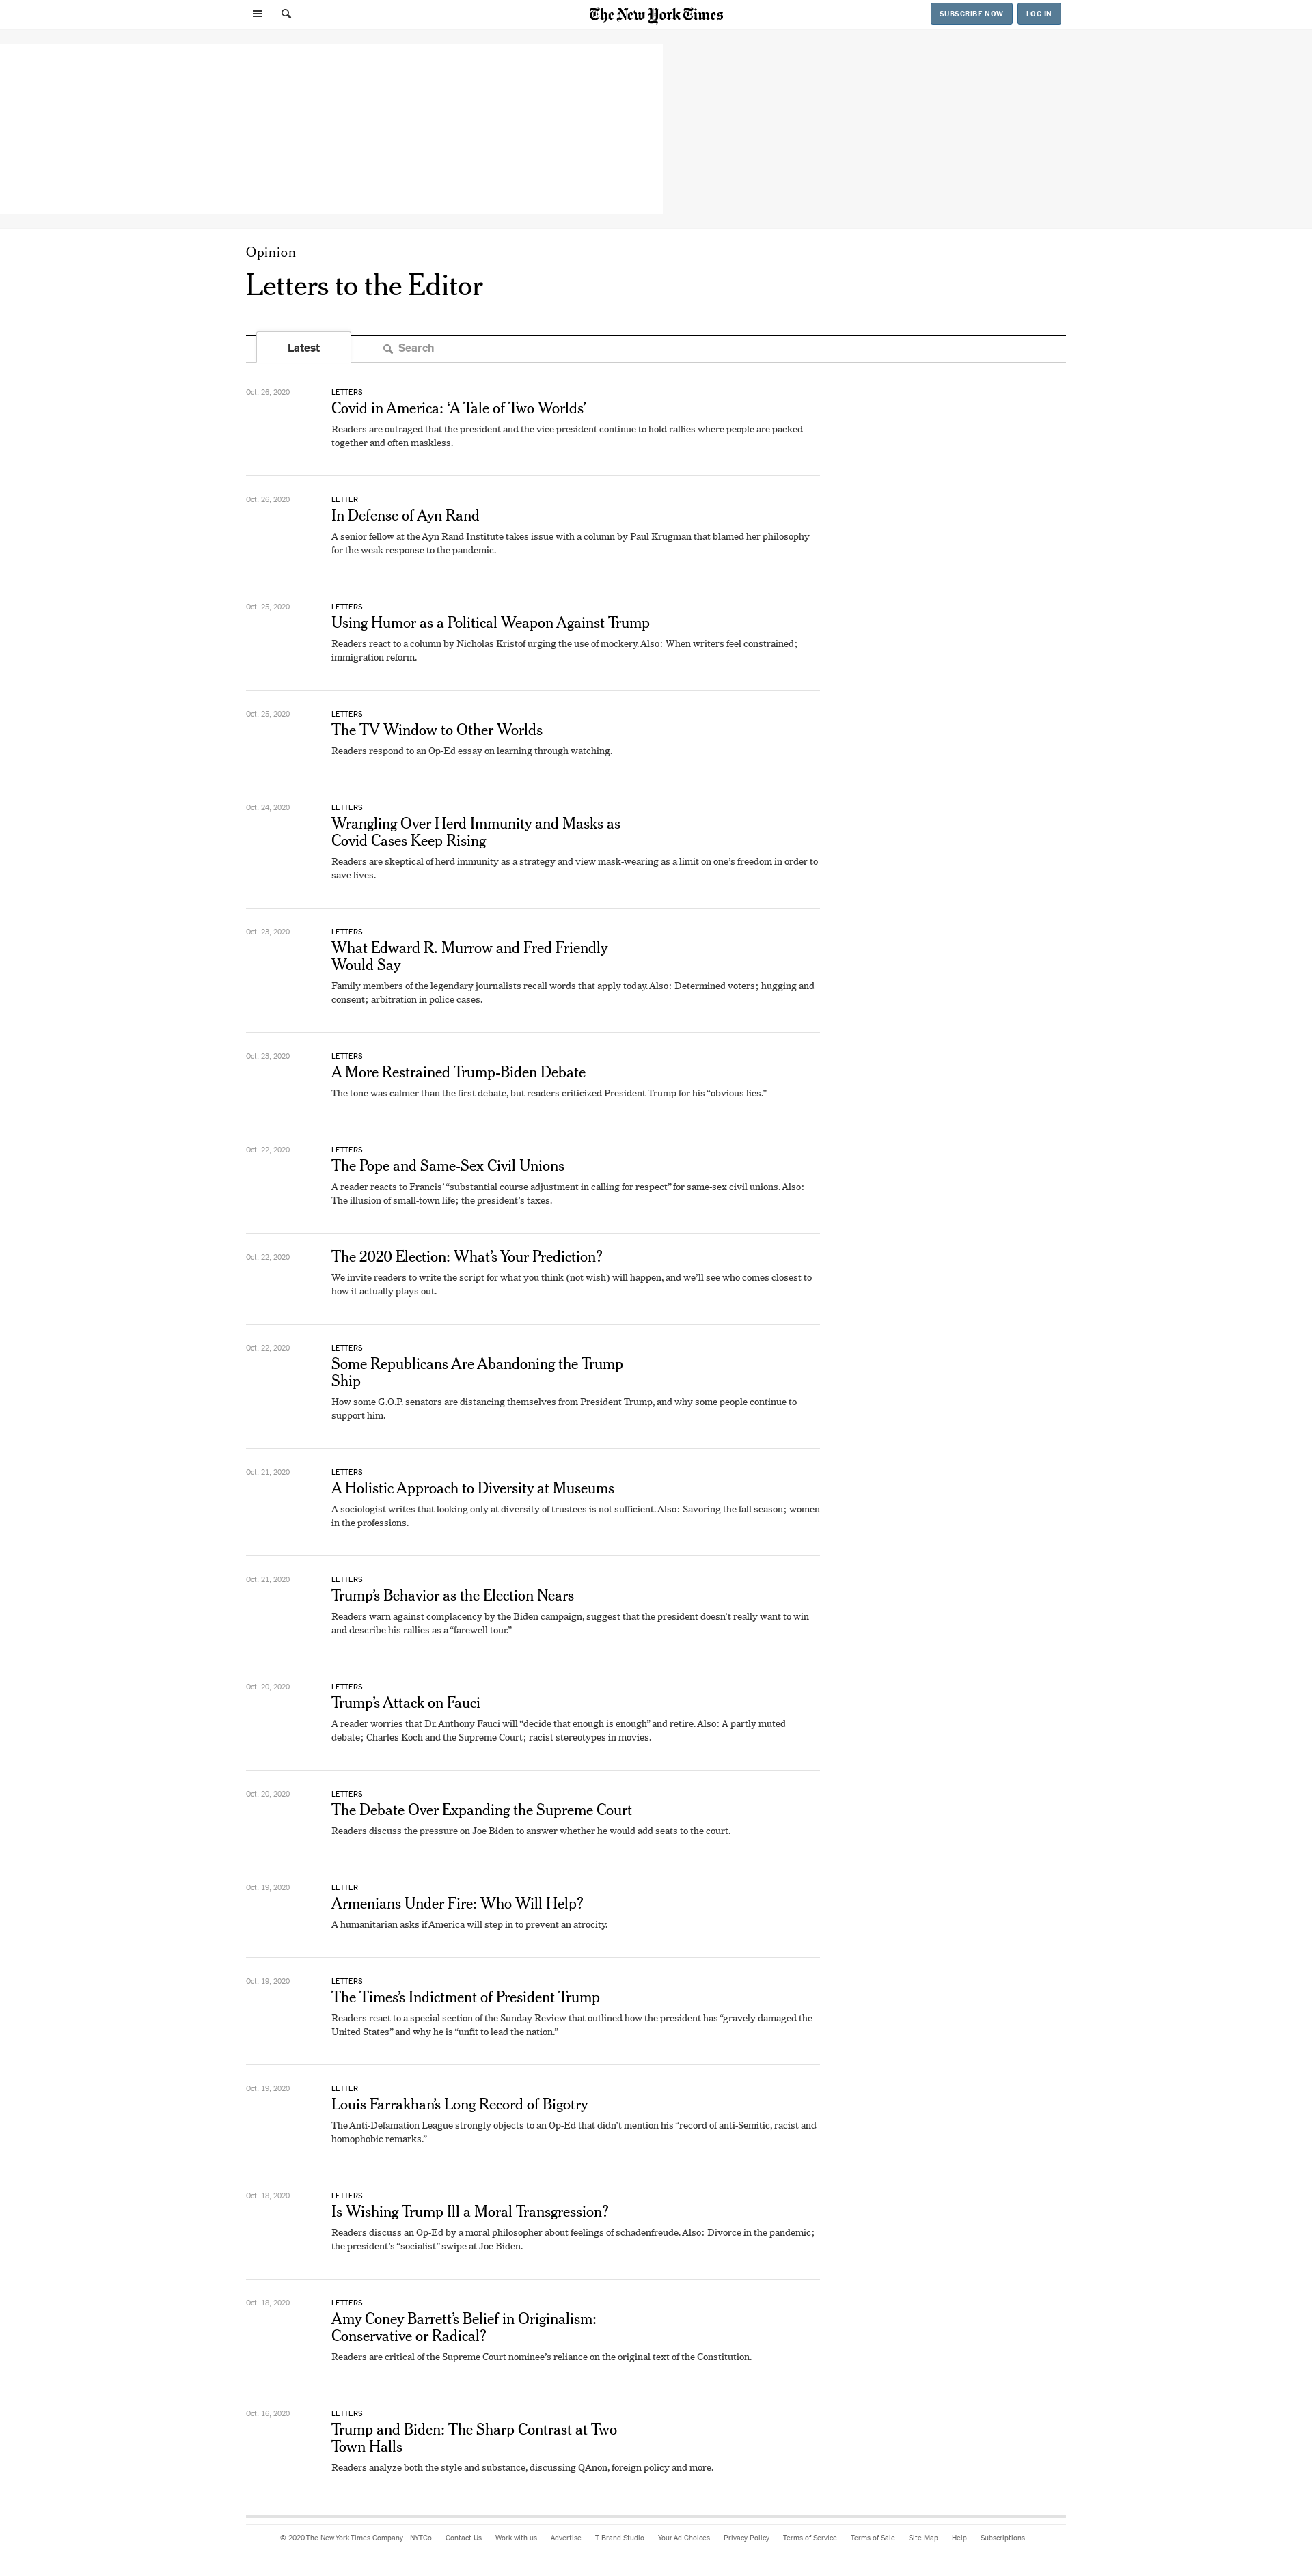 The New York Times
SUBSCRIBE NOW
LOG IN
Opinion
Letters to the Editor
Latest
Search
Oct. 26, 2020
LETTERS
Covid in America: ‘A Tale of Two Worlds’
Readers are outraged that the president and the vice president continue to hold rallies where people are packed
together and often maskless.
Oct. 26, 2020
LETTER
In Defense of Ayn Rand
A senior fellow at the Ayn Rand Institute takes issue with a column by Paul Krugman that blamed her philosophy
for the weak response to the pandemic.
Oct. 25, 2020
LETTERS
Using Humor as a Political Weapon Against Trump
Readers react to a column by Nicholas Kristof urging the use of mockery. Also: When writers feel constrained;
immigration reform.
Oct. 25, 2020
LETTERS
The TV Window to Other Worlds
Readers respond to an Op-Ed essay on learning through watching.
Oct. 24, 2020
LETTERS
Wrangling Over Herd Immunity and Masks as
Covid Cases Keep Rising
Readers are skeptical of herd immunity as a strategy and view mask-wearing as a limit on one’s freedom in order to
save lives.
Oct. 23, 2020
LETTERS
What Edward R. Murrow and Fred Friendly
Would Say
Family members of the legendary journalists recall words that apply today. Also: Determined voters; hugging and
consent; arbitration in police cases.
Oct. 23, 2020
LETTERS
A More Restrained Trump-Biden Debate
The tone was calmer than the first debate, but readers criticized President Trump for his “obvious lies.”
Oct. 22, 2020
LETTERS
The Pope and Same-Sex Civil Unions
A reader reacts to Francis’ “substantial course adjustment in calling for respect” for same-sex civil unions. Also:
The illusion of small-town life; the president’s taxes.
Oct. 22, 2020
The 2020 Election: What’s Your Prediction?
We invite readers to write the script for what you think (not wish) will happen, and we’ll see who comes closest to
how it actually plays out.
Oct. 22, 2020
LETTERS
Some Republicans Are Abandoning the Trump
Ship
How some G.O.P. senators are distancing themselves from President Trump, and why some people continue to
support him.
Oct. 21, 2020
LETTERS
A Holistic Approach to Diversity at Museums
A sociologist writes that looking only at diversity of trustees is not sufficient. Also: Savoring the fall season; women
in the professions.
Oct. 21, 2020
LETTERS
Trump’s Behavior as the Election Nears
Readers warn against complacency by the Biden campaign, suggest that the president doesn’t really want to win
and describe his rallies as a “farewell tour.”
Oct. 20, 2020
LETTERS
Trump’s Attack on Fauci
A reader worries that Dr. Anthony Fauci will “decide that enough is enough” and retire. Also: A partly muted
debate; Charles Koch and the Supreme Court; racist stereotypes in movies.
Oct. 20, 2020
LETTERS
The Debate Over Expanding the Supreme Court
Readers discuss the pressure on Joe Biden to answer whether he would add seats to the court.
Oct. 19, 2020
LETTER
Armenians Under Fire: Who Will Help?
A humanitarian asks if America will step in to prevent an atrocity.
Oct. 19, 2020
LETTERS
The Times’s Indictment of President Trump
Readers react to a special section of the Sunday Review that outlined how the president has “gravely damaged the
United States” and why he is “unfit to lead the nation.”
Oct. 19, 2020
LETTER
Louis Farrakhan’s Long Record of Bigotry
The Anti-Defamation League strongly objects to an Op-Ed that didn’t mention his “record of anti-Semitic, racist and
homophobic remarks.”
Oct. 18, 2020
LETTERS
Is Wishing Trump Ill a Moral Transgression?
Readers discuss an Op-Ed by a moral philosopher about feelings of schadenfreude. Also: Divorce in the pandemic;
the president’s “socialist” swipe at Joe Biden.
Oct. 18, 2020
LETTERS
Amy Coney Barrett’s Belief in Originalism:
Conservative or Radical?
Readers are critical of the Supreme Court nominee’s reliance on the original text of the Constitution.
Oct. 16, 2020
LETTERS
Trump and Biden: The Sharp Contrast at Two
Town Halls
Readers analyze both the style and substance, discussing QAnon, foreign policy and more.
© 2020 The New York Times Company NYTCo Contact Us Work with us Advertise T Brand Studio Your Ad Choices Privacy Policy Terms of Service Terms of Sale Site Map Help Subscriptions